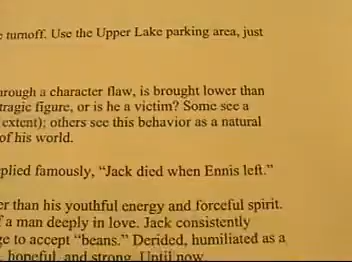 turnoff. Use the Upper Lake parking area, just
through a character flaw, is brought lower than
tragic figure, or is he a victim? Some see a
extent); others see this behavior as a natural
of his world.
plied famously, “Jack died when Ennis left.”
er than his youthful energy and forceful spirit.
f a man deeply in love. Jack consistently
ge to accept “beans.” Derided, humiliated as a
, hopeful, and strong. Until now